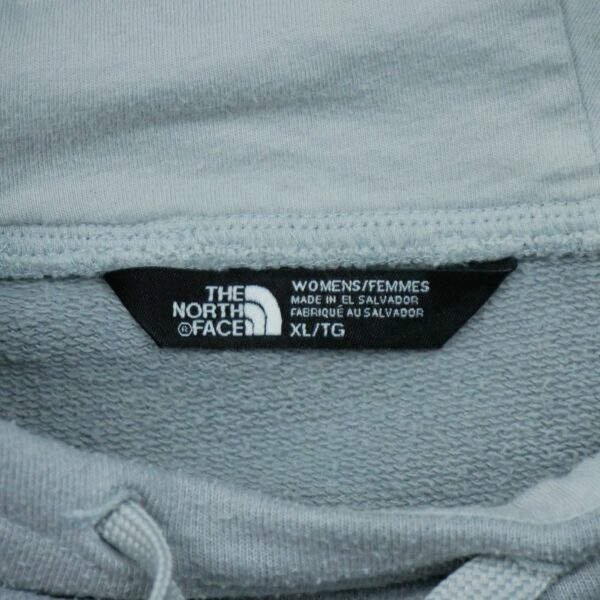 THE
NORTH
®FACE
WOMENS/FEMMES
MADE IN EL SALVADOR
FABRIQUÉ AU SALVADOR
XL/TG